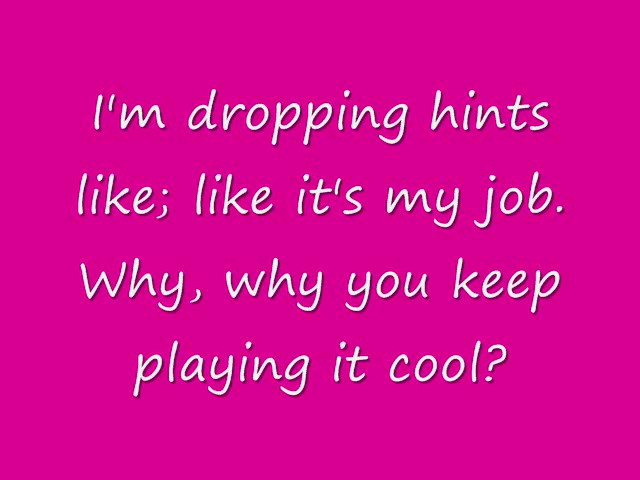 I'm dropping hints
like; like it's my job.
Why, why you keep
playing it cool?